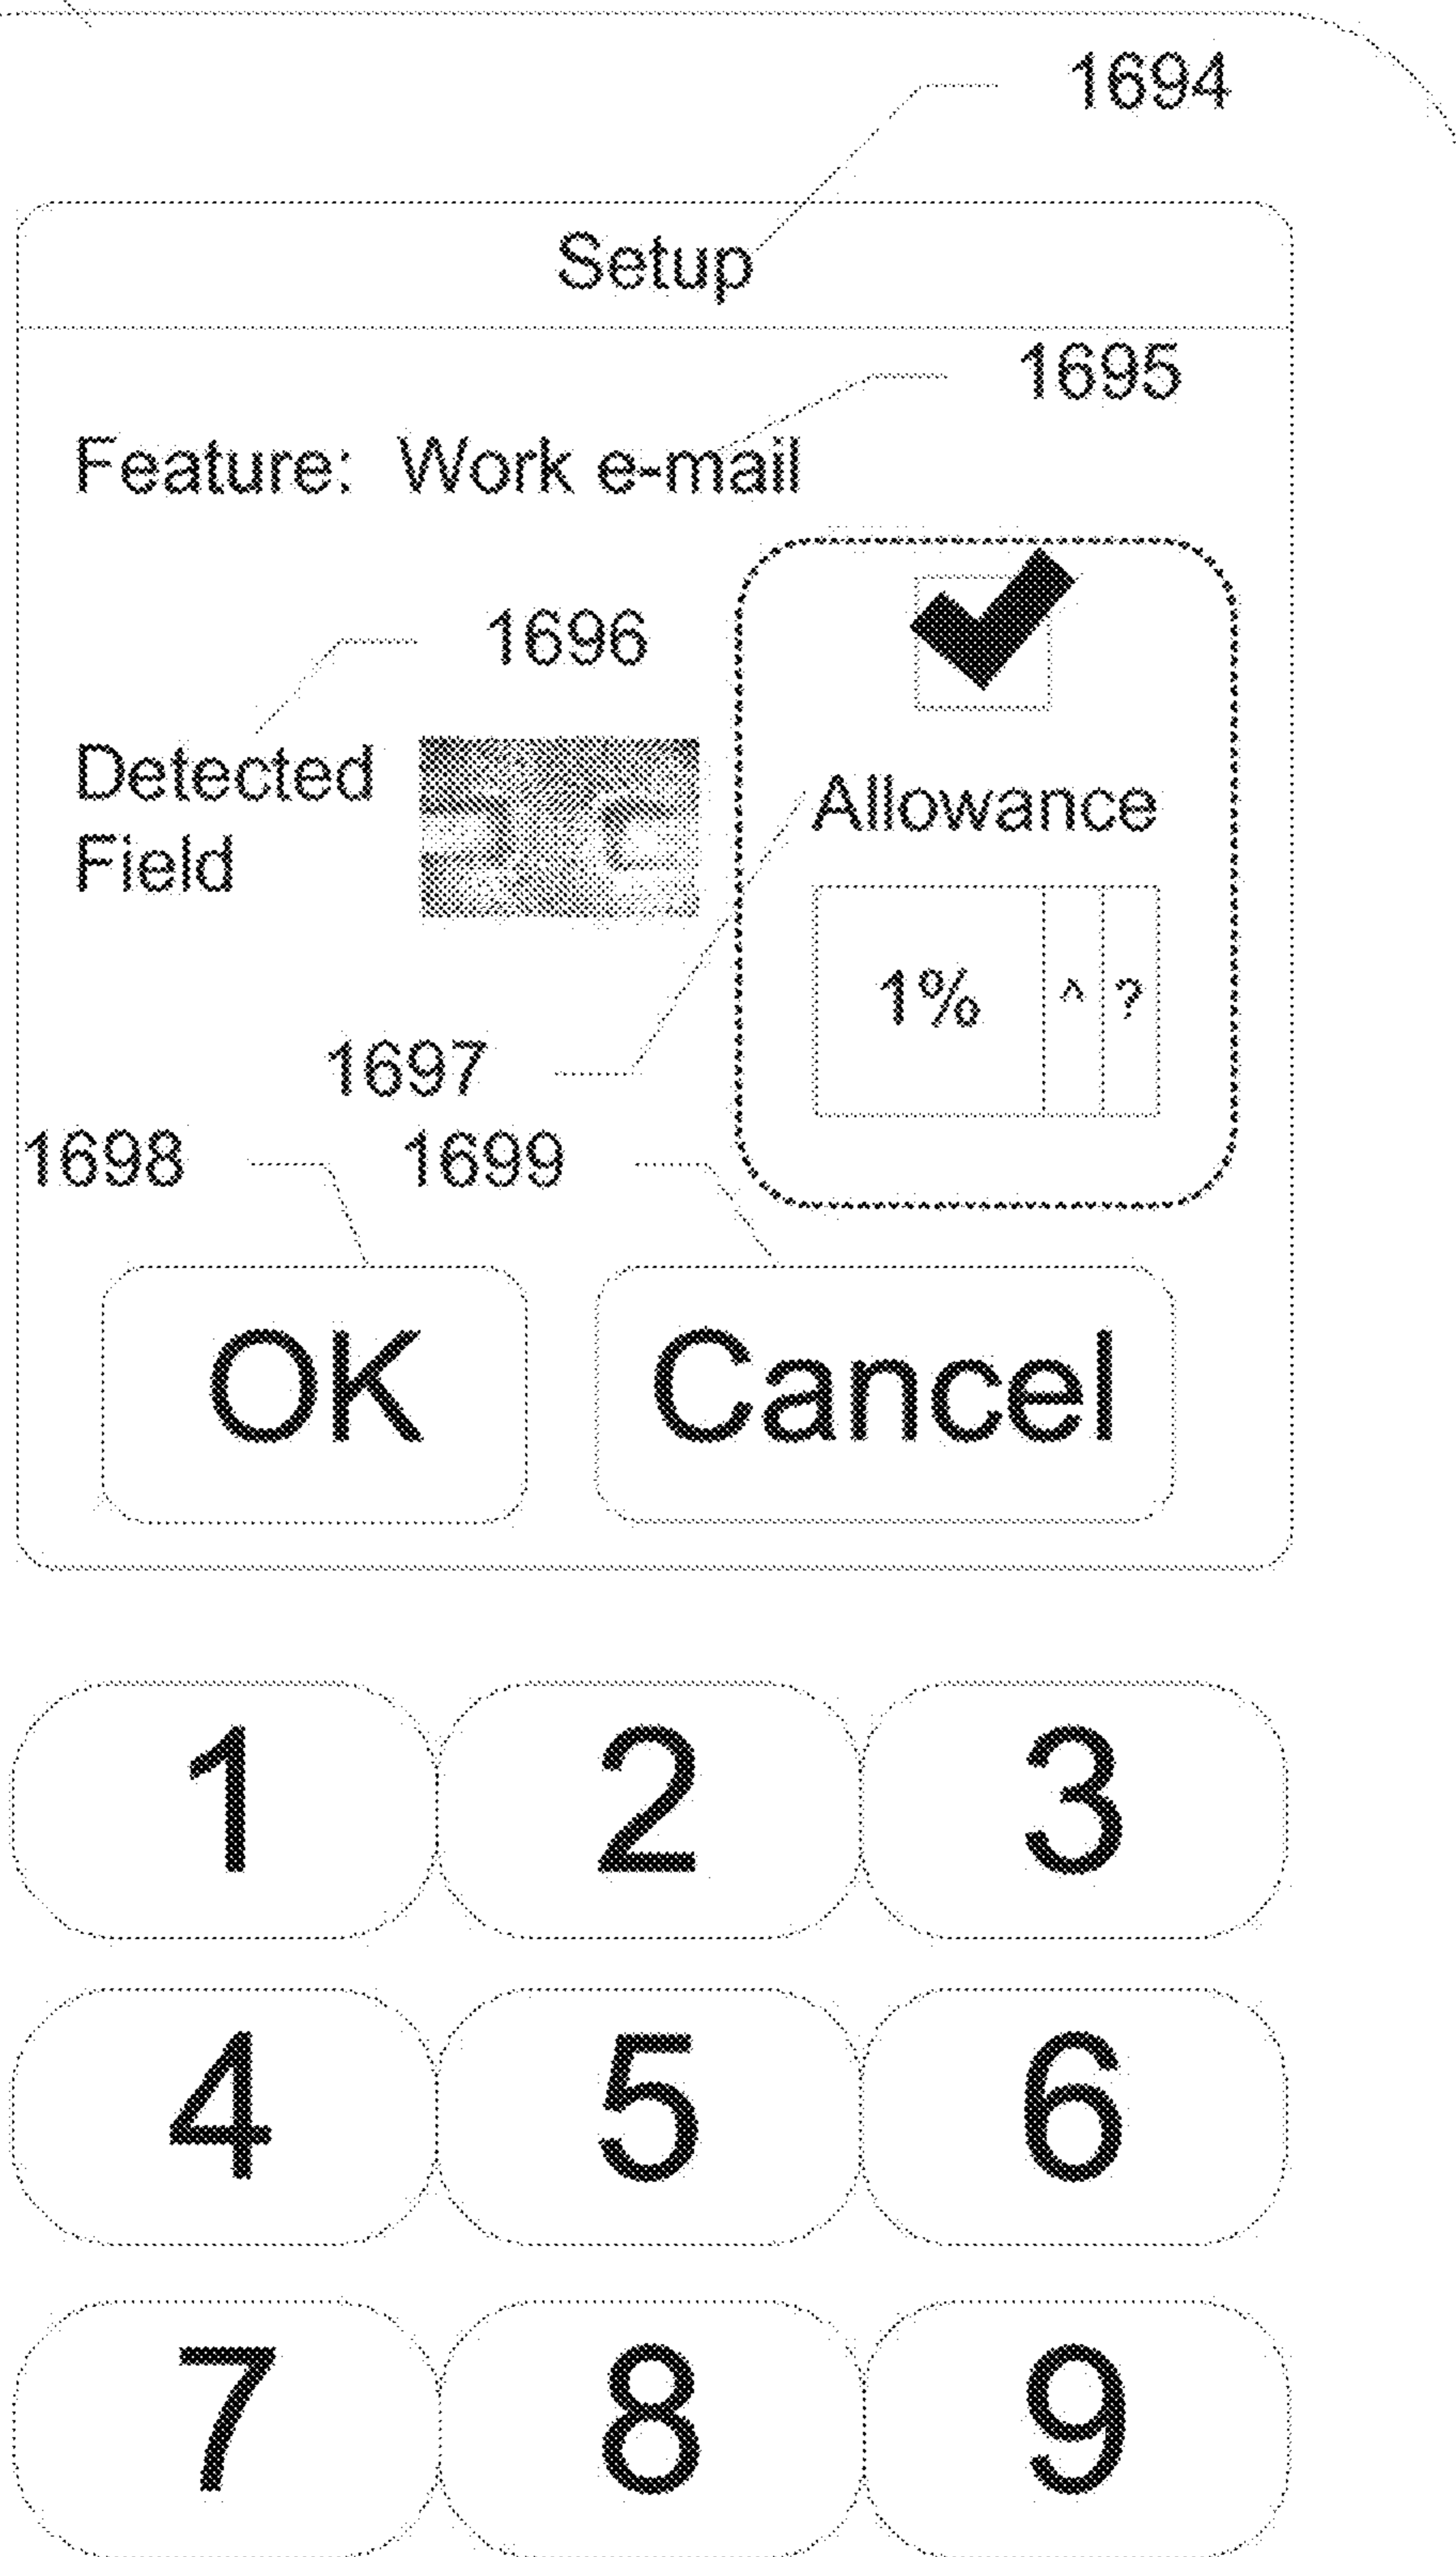 1694
Setup
1695
Feature: Work e-mail
1696
Detected
Field
Allowance
1% ^ ?
1697
1698 1699
OK Cancel
1 2 3
4 5 6
7 8 9